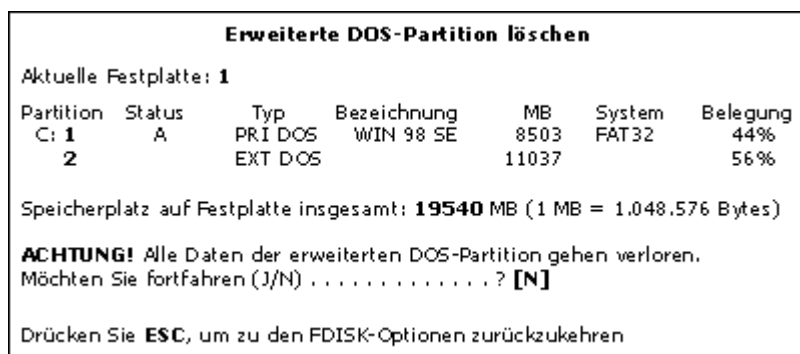 Erweiterte DOS-Partition löschen
Aktuelle Festplatte: 1
Partition Status Typ Bezeichnung MB System Belegung
C: 1 A PRI DOS WIN 98 SE 8503 FAT32 44%
2 EXT DOS 11037 56%
Speicherplatz auf Festplatte insgesamt: 19540 MB (1 MB = 1.048.576 Bytes)
ACHTUNG! Alle Daten der erweiterten DOS-Partition gehen verloren.
Möchten Sie fortfahren (J/N) . . . . . . . . . . . . . ? [N]
Drücken Sie ESC, um zu den FDISK-Optionen zurückzukehren